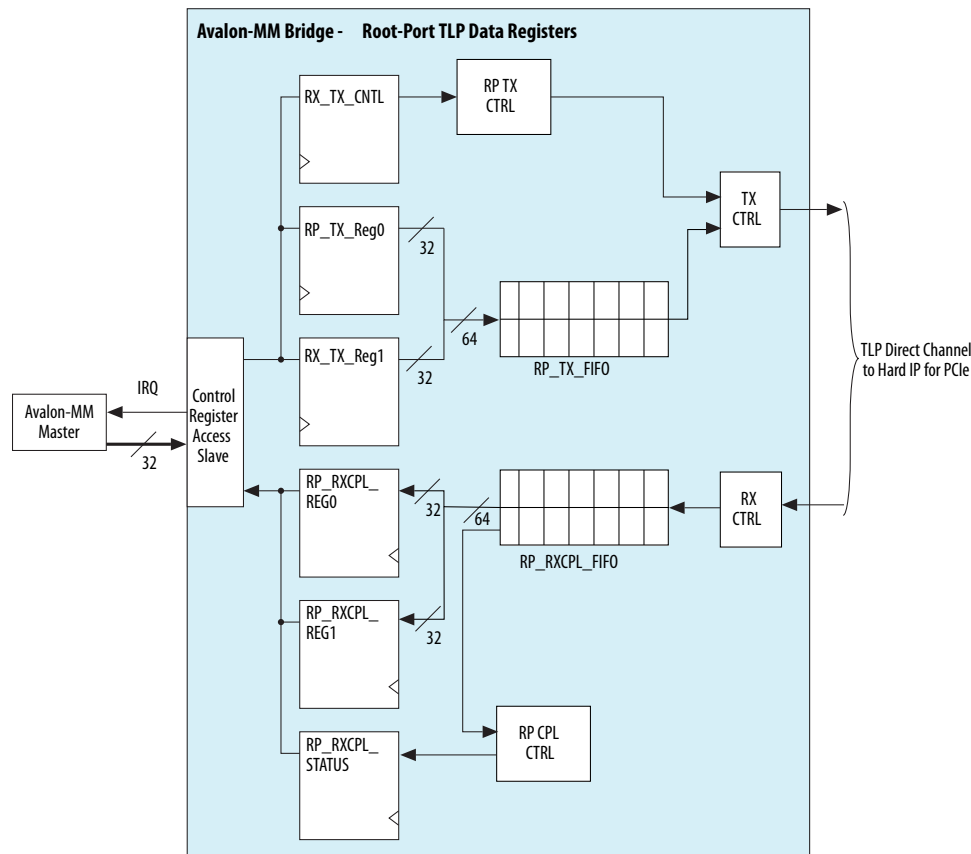 Avalon-MM Bridge - Root-Port TLP Data Registers
RX_TX_CNTL
RP TX
CTRL
RP_TX_Reg0
32
TX
CTRL
64
RP_TX_FIFO
RX_TX_Reg1
32
TLP Direct Channel
to Hard IP for PCIe
IRQ
Avalon-MM
Master
32
Control
Register
Access
Slave
RP_RXCPL_
REG0
32
64
RP_RXCPL_FIFO
RX
CTRL
RP_RXCPL_
REG1
32
RP_RXCPL_
STATUS
RP CPL
CTRL